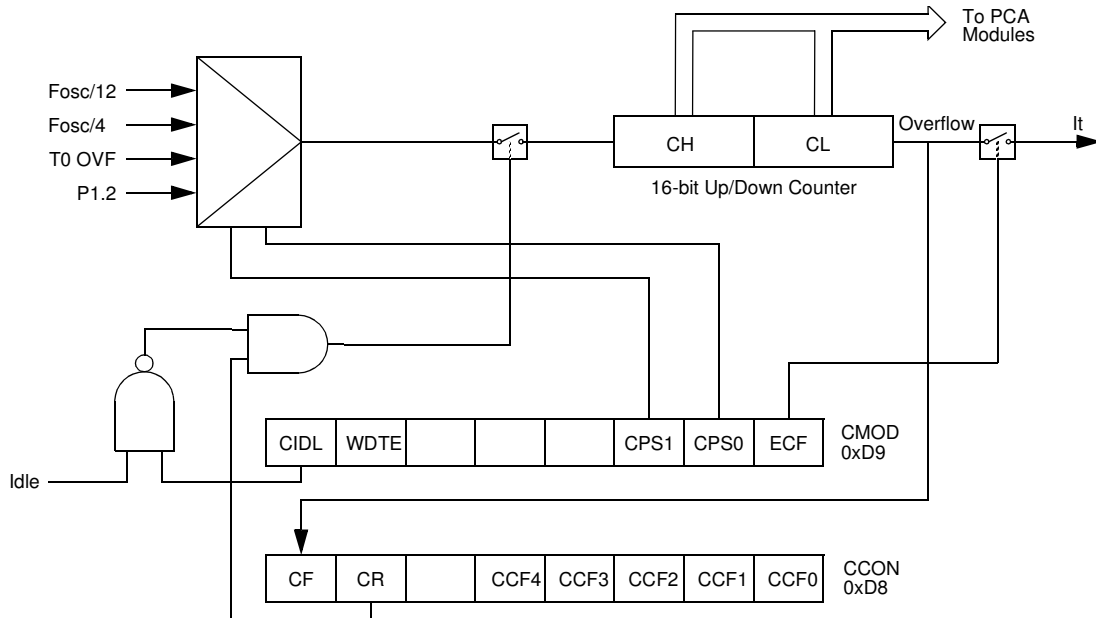 To PCA
Modules
Fosc/12
Fosc/4
T0 OVF
P1.2
CH
CL
Overflow
It
16-bit Up/Down Counter
CIDL
WDTE
CPS1
CPS0
ECF
CMOD
0xD9
Idle
CF
CR
CCF4
CCF3
CCF2
CCF1
CCF0
CCON
0xD8